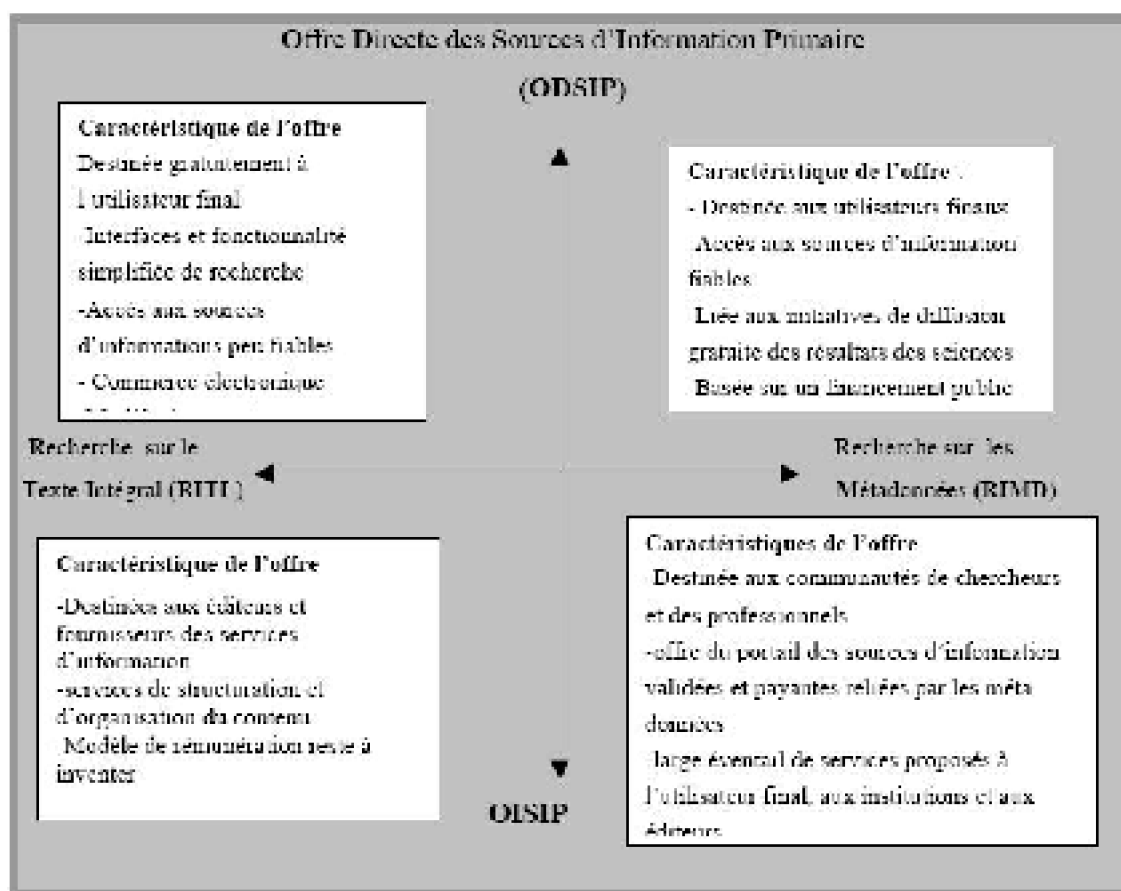 Offre Directe des Sources d'Information Primaire
(ODSIP)
Caractéristique de l'offre
Destinée gratuitement à
l utilisateur final
-Interfaces et fonctionnalité
simplifiée de recherche
-Accès aux sources
d'informations peu fiables
- Commerce électronique
Caractéristique de l'offre .
- Destinée aux utilisateurs finaux
Accès aux sources d'information
fiables
Liée aux initiatives de diffusion
gratuite des résultats des sciences
Basée sur un financement public
Recherche sur le
Texte Intégral (RITI )
Recherche sur les
Métadonnées (RIMD)
Caractéristique de l'offre
-Destinées aux éditeurs et
fournisseurs des services
d'information
-services de structuration et
d'organisation du contenu
Modèle de rémunération reste à
inventer
Caractéristiques de l'offre
-Destinée aux communautés de chercheurs
et des professionnels
-offre du portail des sources d'information
validées et payantes reliées par les méta
données
-large éventail de services proposés à
l'utilisateur final, aux institutions et aux
éditeurs
OISIP